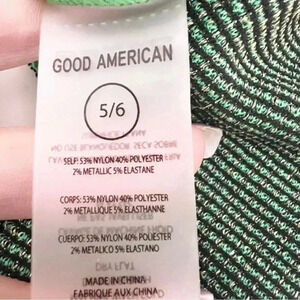 GOOD AMERICAN
5/6
SELF: 53% NYLON 40% POLYESTER
2% METALLIC 5% ELASTANE
CORPS: 53% NYLON 40% POLYESTER
2% METALLIQUE 5% ELASTHANNE
CUERPO: 53% NYLON 40% POLIESTER
2% METALICO 5% ELASTANO
MADE IN CHINA
FABRIQUE AUX CHINA